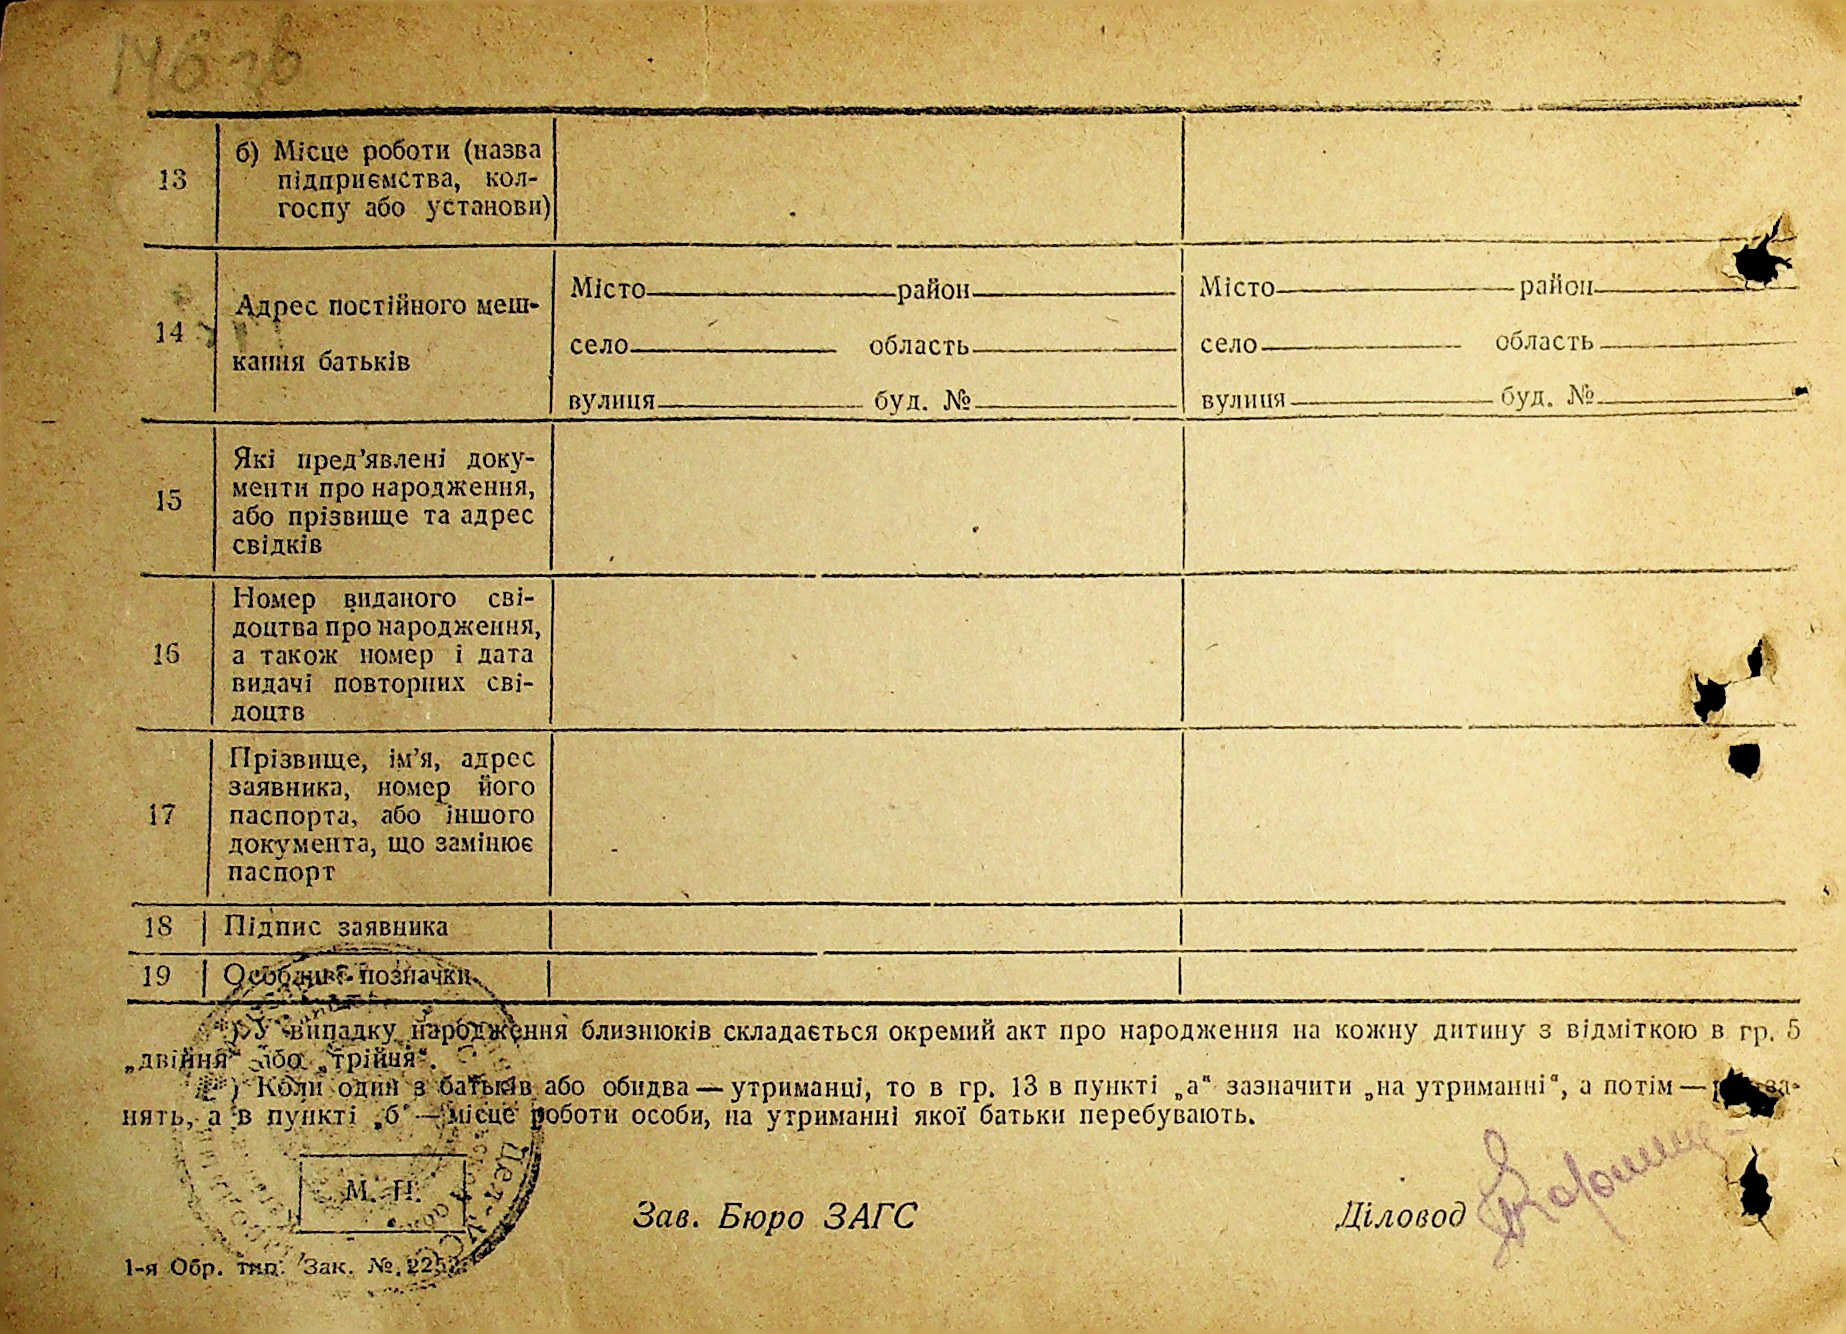 146 зв
13
б) Місце роботи (назва
підприємства, кол-
госпу або установи)
14
Адрес постійного меш-
кання батьків
Місто район
село область
вулиця буд. №
Місто район
село область
вулиця буд. №
15
Які пред’явлені доку-
менти про народження,
або прізвище та адрес
свідків
16
Номер виданого сві-
доцтва про народження,
а також номер і дата
видачі повторних сві-
доцтв
17
Прізвище, ім’я, адрес
заявника, номер його
паспорта, або іншого
документа, що замінює
паспорт
18 Підпис заявника
19 Особливі позначки
*) У випадку народження близнюків складається окремий акт про народження на кожну дитину з відміткою в гр. 5
„двійня“ або „трійня“.
**) Коли один з батьків або обидва — утриманці, то в гр. 13 в пункті „а“ зазначити „на утриманні“, а потім —
нять, а в пункті „б“ — місце роботи особи, на утриманні якої батьки перебувають.
М. П.
Зав. Бюро ЗАГС
Діловод
1-я Обр. тип. Зак. №